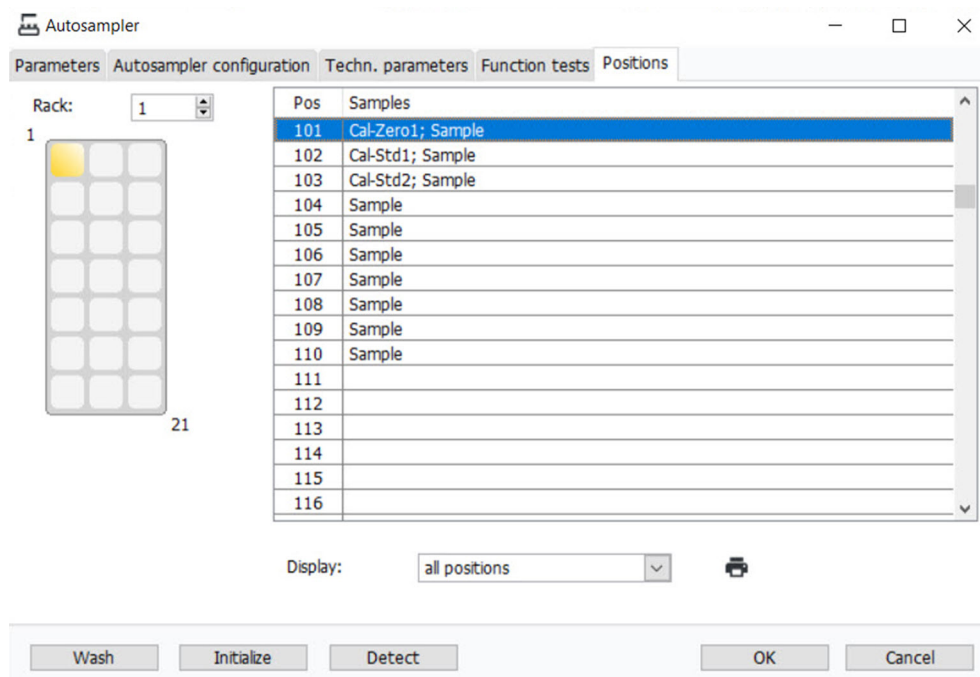 Autosampler
Parameters Autosampler configuration Techn. parameters Function tests Positions
Rack: 1
1
21
Pos Samples
101 Cal-Zero1; Sample
102 Cal-Std1; Sample
103 Cal-Std2; Sample
104 Sample
105 Sample
106 Sample
107 Sample
108 Sample
109 Sample
110 Sample
111
112
113
114
115
116
Display: all positions
Wash Initialize Detect OK Cancel